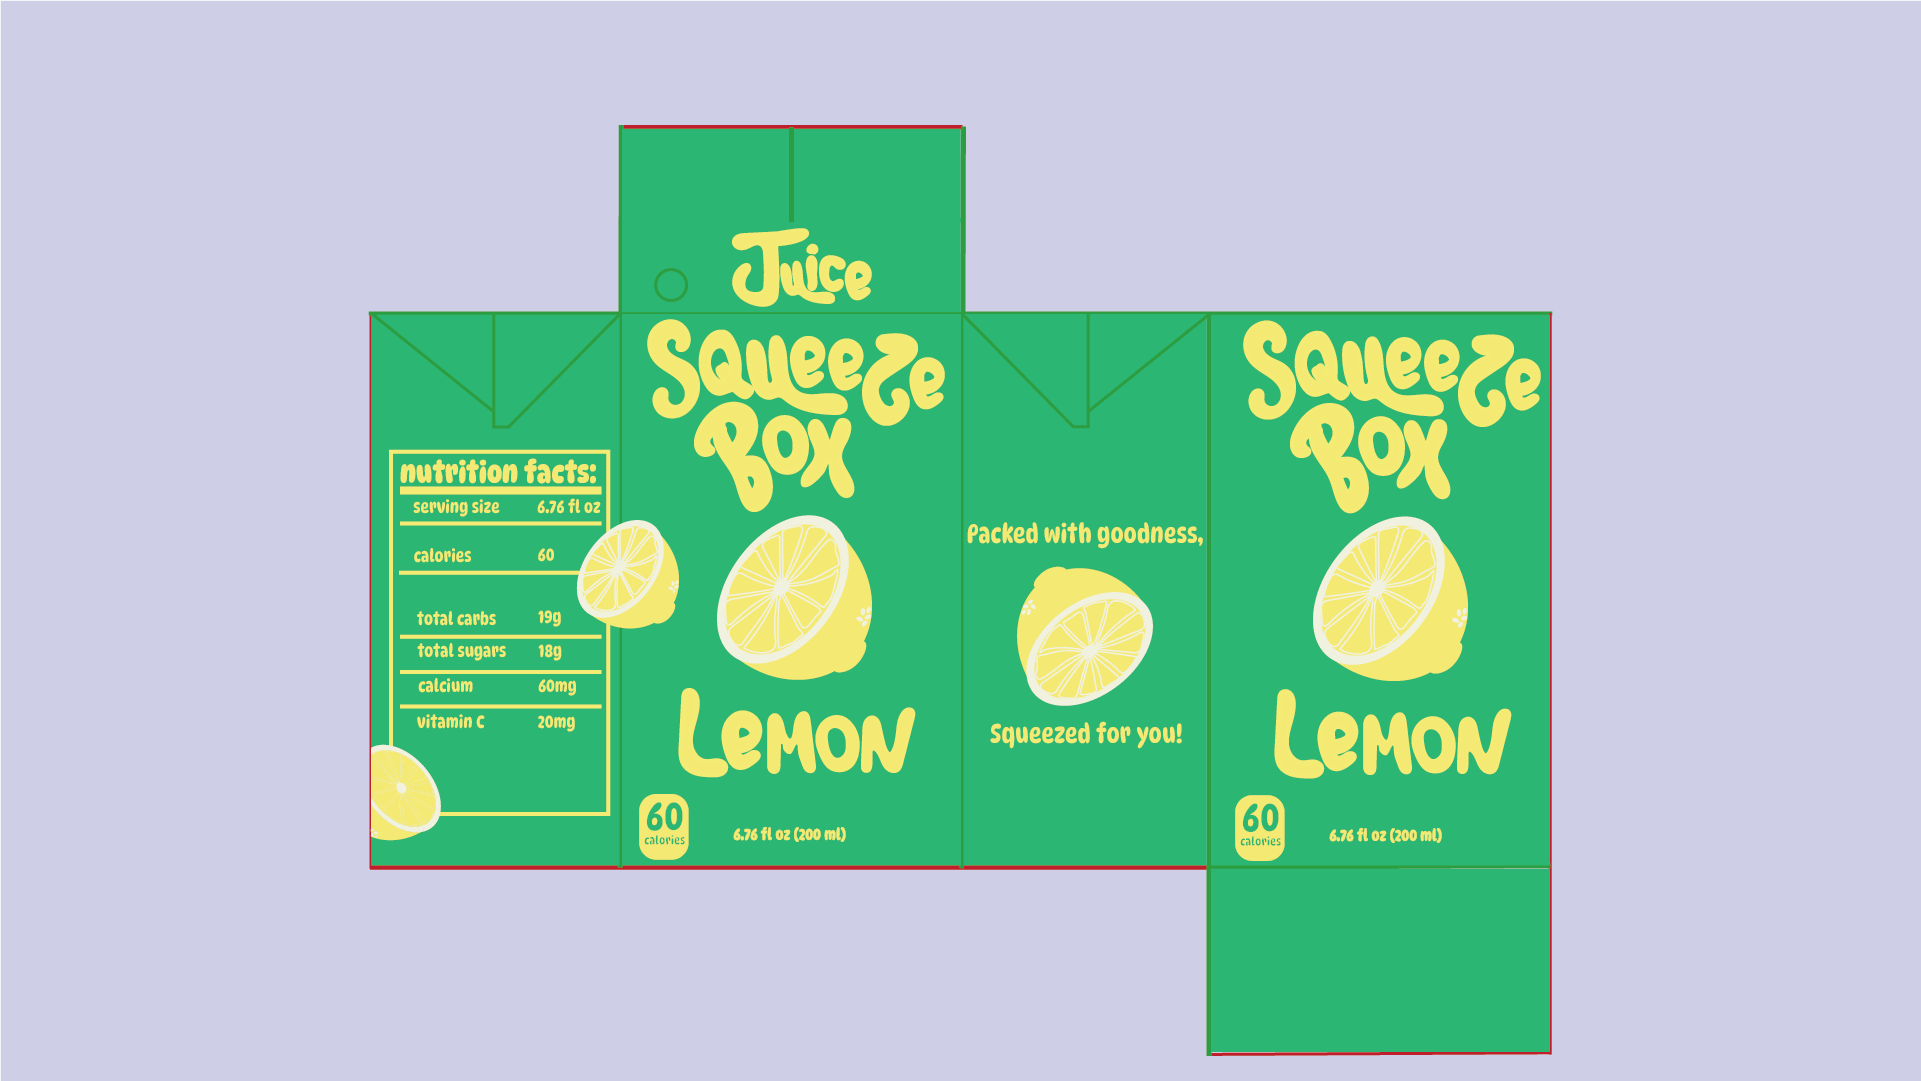 Juice
Squeeze
Box
Lemon
60
calories
6.76 fl oz (200 ml)
nutrition facts:
serving size 6.76 fl oz
calories 60
total carbs 19g
total sugars 18g
calcium 60mg
vitamin C 20mg
Packed with goodness,
Squeezed for you!
Squeeze
Box
Lemon
60
calories
6.76 fl oz (200 ml)